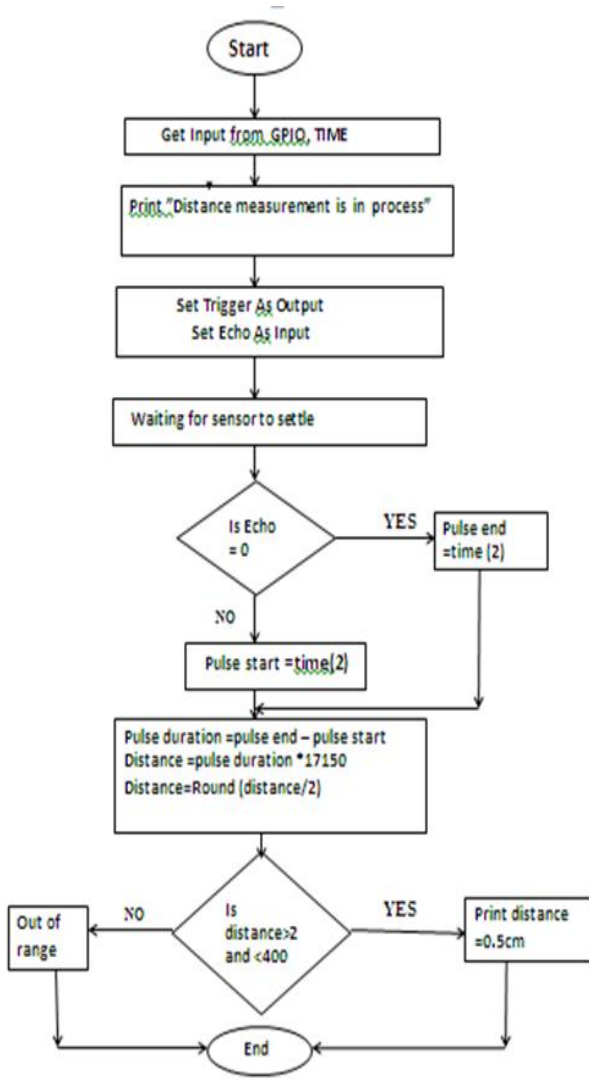 Start
Get Input from GPIO, TIME
Print "Distance measurement is in process"
Set Trigger As Output
Set Echo As Input
Waiting for sensor to settle
Is Echo
= 0
YES
Pulse end
=time (2)
NO
Pulse start =time(2)
Pulse duration =pulse end – pulse start
Distance =pulse duration *17150
Distance=Round (distance/2)
Is
distance>2
and <400
NO
Out of
range
YES
Print distance
=0.5cm
End